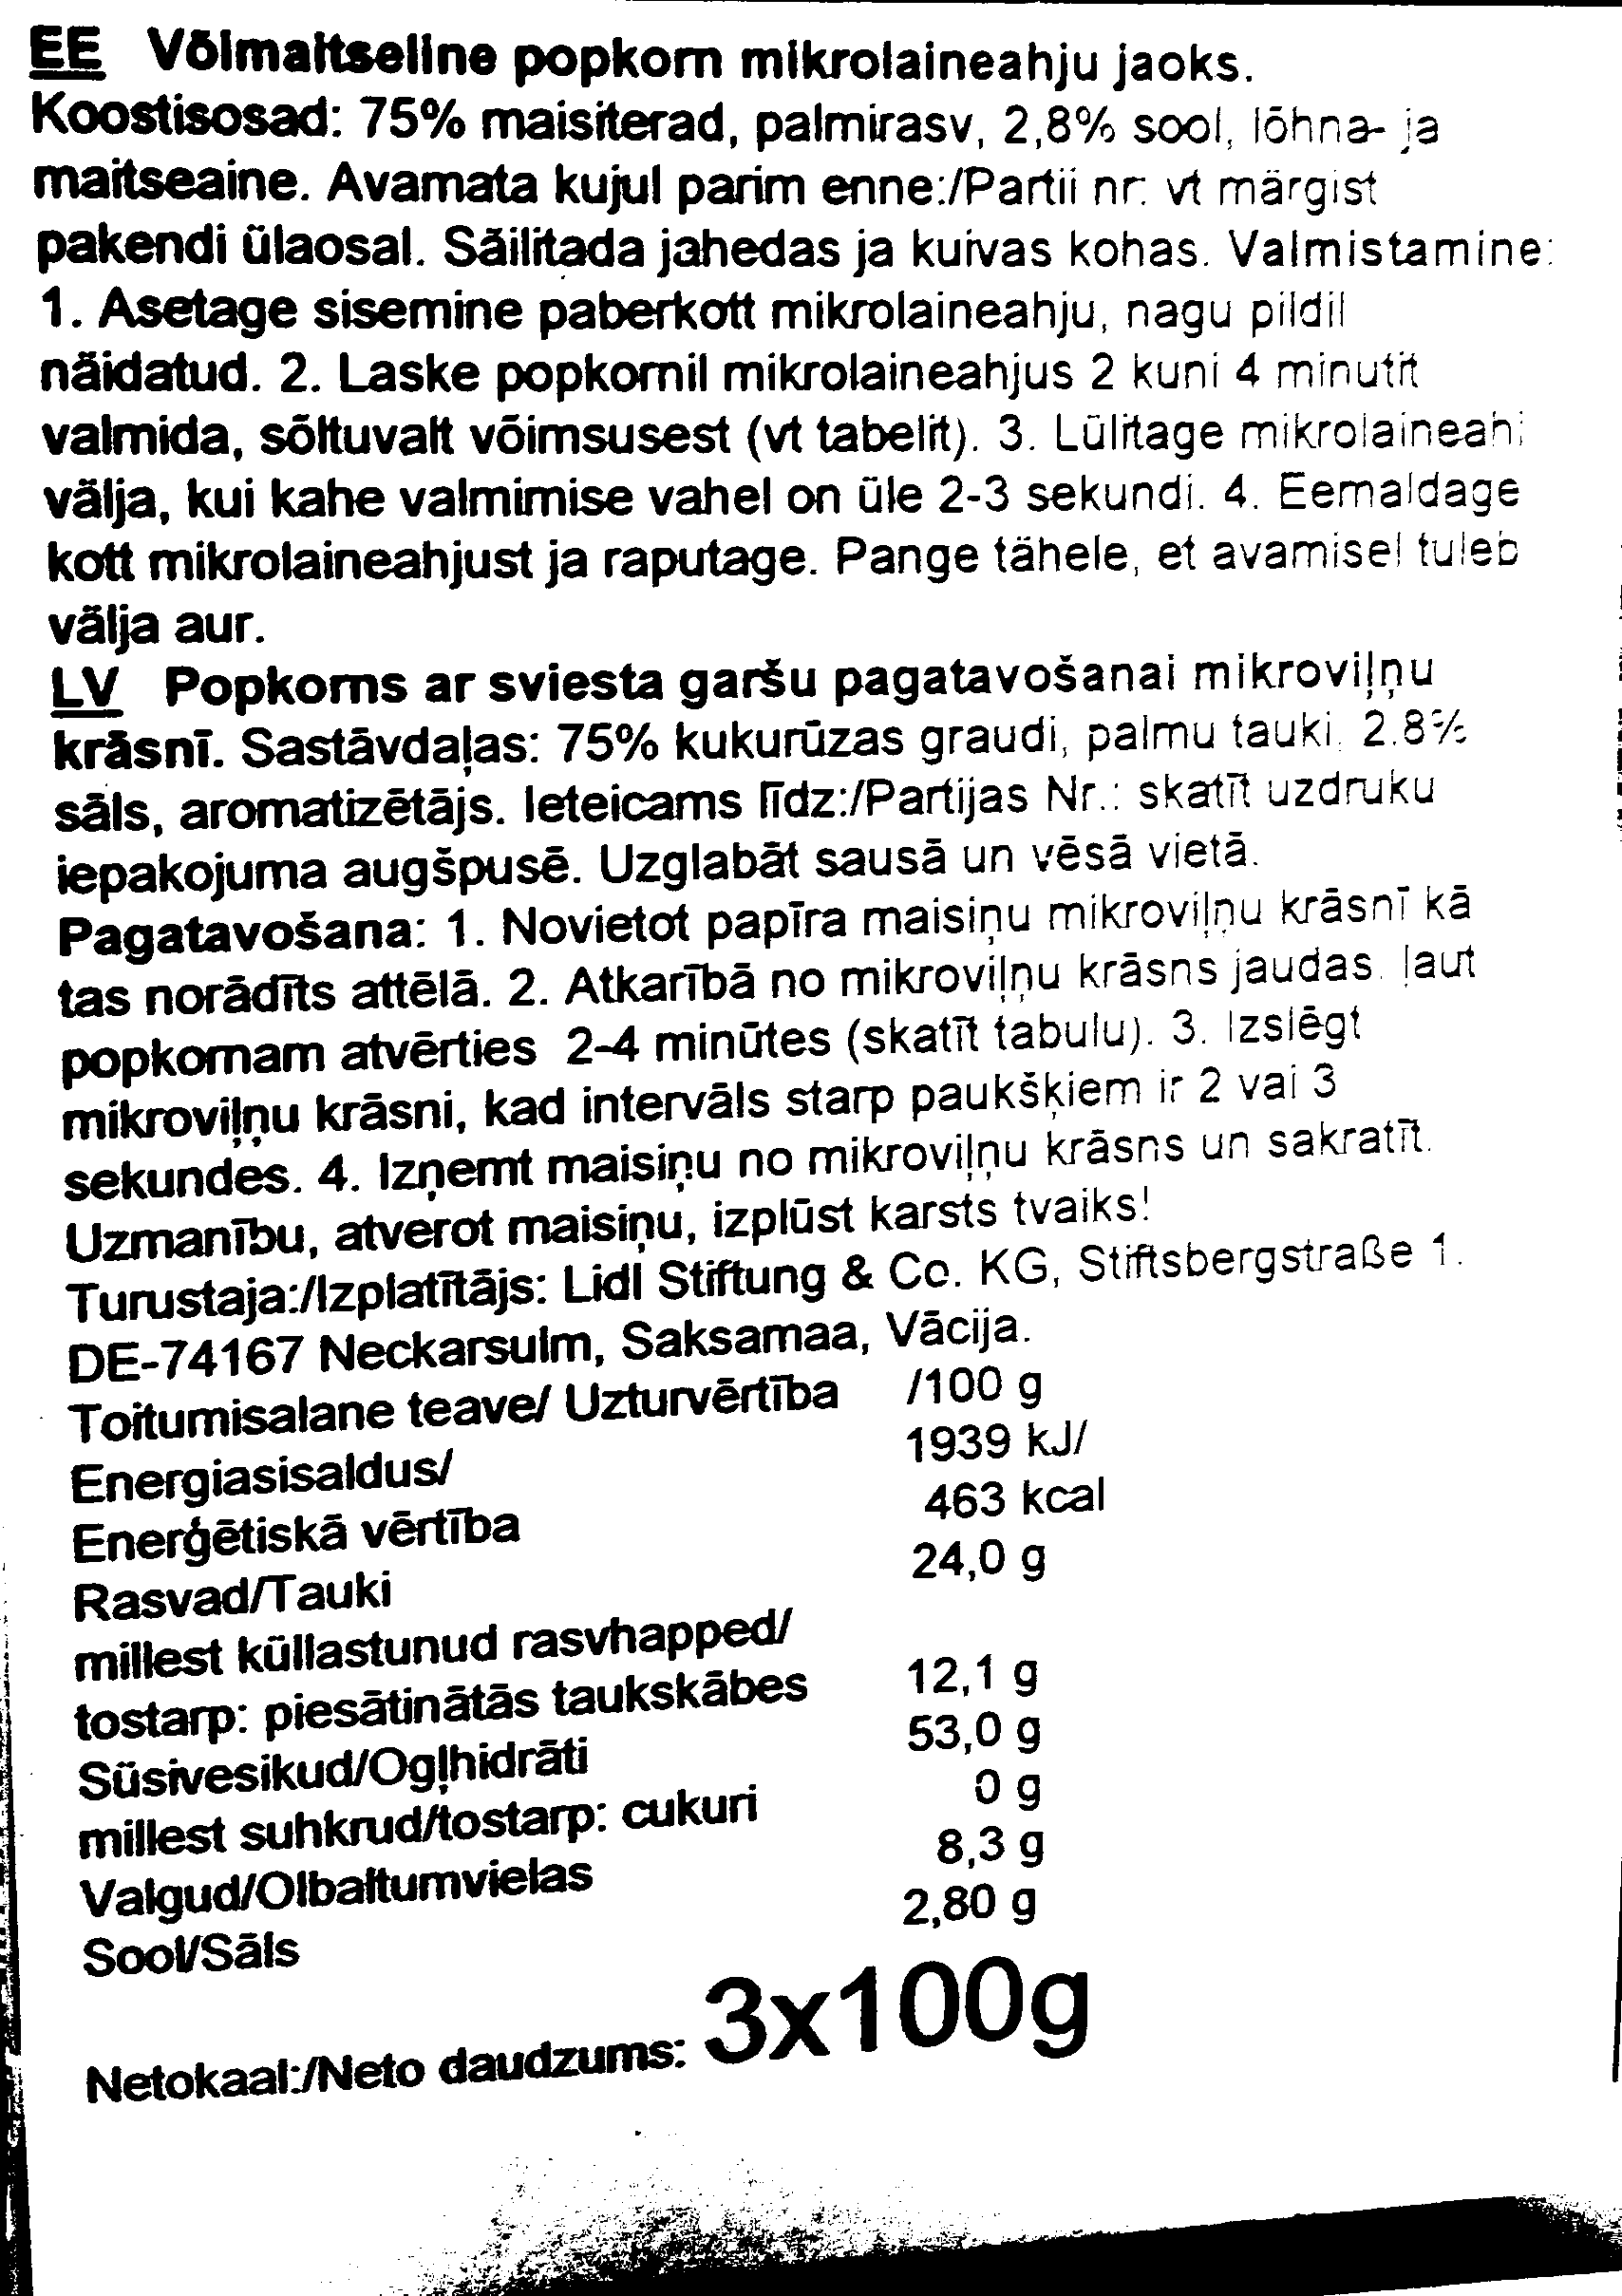 EE Võimaitseline popkorn mikrolaineahju jaoks.
Koostisosad: 75% maisiterad, palmirasv, 2,8% sool, lõhna- ja
maitseaine. Avamata kujul parim enne:/Partii nr: vt märgist
pakendi ülaosal. Säilitada jahedas ja kuivas kohas. Valmistamine:
1. Asetage sisemine paberkott mikrolaineahju, nagu pildil
näidatud. 2. Laske popkornil mikrolaineahjus 2 kuni 4 minutit
valmida, sõltuvalt võimsusest (vt tabelit). 3. Lülitage mikrolaineahi
välja, kui kahe valmimise vahel on üle 2-3 sekundi. 4. Eemaldage
kott mikrolaineahjust ja raputage. Pange tähele, et avamisel tuleb
välja aur.
LV Popkorns ar sviesta garšu pagatavošanai mikroviļņu
krāsnī. Sastāvdaļas: 75% kukurūzas graudi, palmu tauki, 2.8%
sāls, aromatizētājs. Ieteicams līdz:/Partijas Nr.: skatīt uzdruku
iepakojuma augšpusē. Uzglabāt sausā un vēsā vietā.
Pagatavošana: 1. Novietot papīra maisiņu mikroviļņu krāsnī kā
tas norādīts attēlā. 2. Atkarībā no mikroviļņu krāsns jaudas, ļaut
popkornam atvērties 2-4 minūtes (skatīt tabulu). 3. Izslēgt
mikroviļņu krāsni, kad intervāls starp paukšķiem ir 2 vai 3
sekundes. 4. Izņemt maisiņu no mikroviļņu krāsns un sakratīt.
Uzmanību, atverot maisiņu, izplūst karsts tvaiks!
Turustaja:/Izplatītājs: Lidl Stiftung & Co. KG, Stiftsbergstraße 1.
DE-74167 Neckarsulm, Saksamaa, Vācija.
Toitumisalane teave/ Uzturvērtība /100 g
Energiasisaldus/ 1939 kJ/
Enerģētiskā vērtība 463 kcal
Rasvad/Tauki 24,0 g
millest küllastunud rasvhapped/
tostarp: piesātinātās taukskābes 12,1 g
Süsivesikud/Ogļhidrāti 53,0 g
millest suhkrud/tostarp: cukuri 0 g
Valgud/Olbaltumvielas 8,3 g
Sool/Sāls 2,80 g
Netokaal:/Neto daudzums: 3x100g